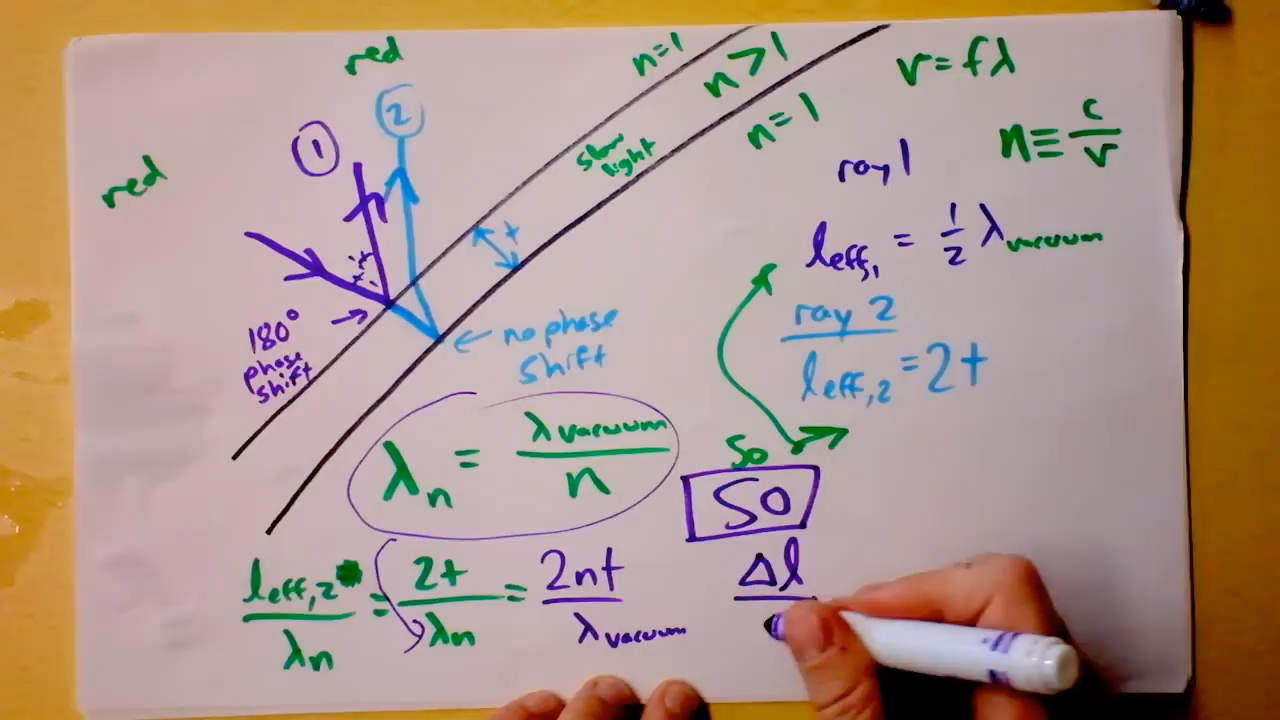 red
red
1
2
n=1
n>1
n=1
slow
light
t
v=fλ
n≡c/v
180°
phase
shift
← no phase
shift
ray 1
leff,1 = 1/2 λvacuum
ray 2
leff,2 = 2t
λn = λvacuum/n
So
So
leff,2/λn = 2t/λn = 2nt/λvacuum
Δl